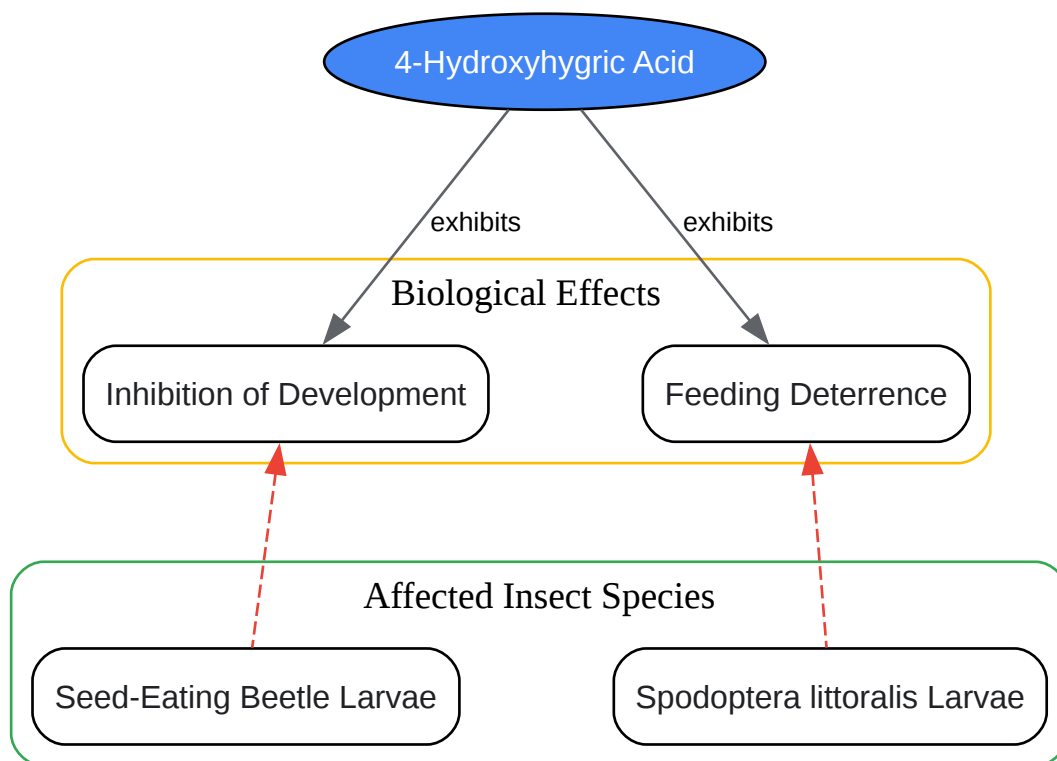 4-Hydroxyhygric Acid
exhibits
exhibits
Biological Effects
Inhibition of Development
Feeding Deterrence
Affected Insect Species
Seed-Eating Beetle Larvae
Spodoptera littoralis Larvae